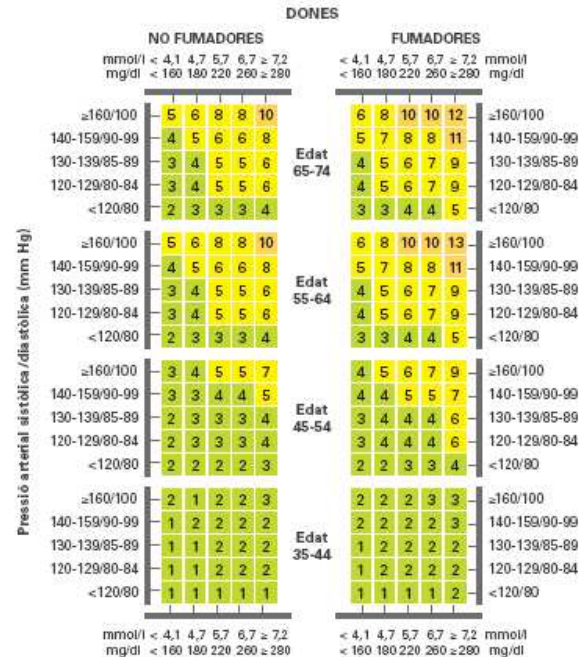 DONES
NO FUMADORES FUMADORES
mmol/l < 4,1 4,7 5,7 6,7 ≥ 7,2 < 4,1 4,7 5,7 6,7 ≥ 7,2 mmol/l
mg/dl < 160 180 220 260 ≥ 280 < 160 180 220 260 ≥ 280 mg/dl
Pressió arterial sistòlica/diastòlica (mm Hg)
≥160/100 5 6 8 8 10 6 8 10 10 12 ≥160/100
140-159/90-99 4 5 6 6 8 5 7 8 8 11 140-159/90-99
Edat
65-74
130-139/85-89 3 4 5 5 6 4 5 6 7 9 130-139/85-89
120-129/80-84 3 4 5 5 6 4 5 6 7 9 120-129/80-84
<120/80 2 3 3 3 4 3 3 4 4 5 <120/80
≥160/100 5 6 8 8 10 6 8 10 10 13 ≥160/100
140-159/90-99 4 5 6 6 8 5 7 8 8 11 140-159/90-99
Edat
55-64
130-139/85-89 3 4 5 5 6 4 5 6 7 9 130-139/85-89
120-129/80-84 3 4 5 5 6 4 5 6 7 9 120-129/80-84
<120/80 2 3 3 3 4 3 3 4 4 5 <120/80
≥160/100 3 4 5 5 7 4 5 6 7 9 ≥160/100
140-159/90-99 3 3 4 4 5 4 4 5 5 7 140-159/90-99
Edat
45-54
130-139/85-89 2 3 3 3 4 3 4 4 4 6 130-139/85-89
120-129/80-84 2 3 3 3 4 3 4 4 4 6 120-129/80-84
<120/80 2 2 2 2 3 2 2 3 3 4 <120/80
≥160/100 2 1 2 2 3 2 2 2 3 3 ≥160/100
140-159/90-99 1 2 2 2 2 2 2 2 2 3 140-159/90-99
Edat
35-44
130-139/85-89 1 1 2 2 2 1 2 2 2 2 130-139/85-89
120-129/80-84 1 1 2 2 2 1 2 2 2 2 120-129/80-84
<120/80 1 1 1 1 1 1 1 1 1 2 <120/80
mmol/l < 4,1 4,7 5,7 6,7 ≥ 7,2 < 4,1 4,7 5,7 6,7 ≥ 7,2 mmol/l
mg/dl < 160 180 220 260 ≥ 280 < 160 180 220 260 ≥ 280 mg/dl